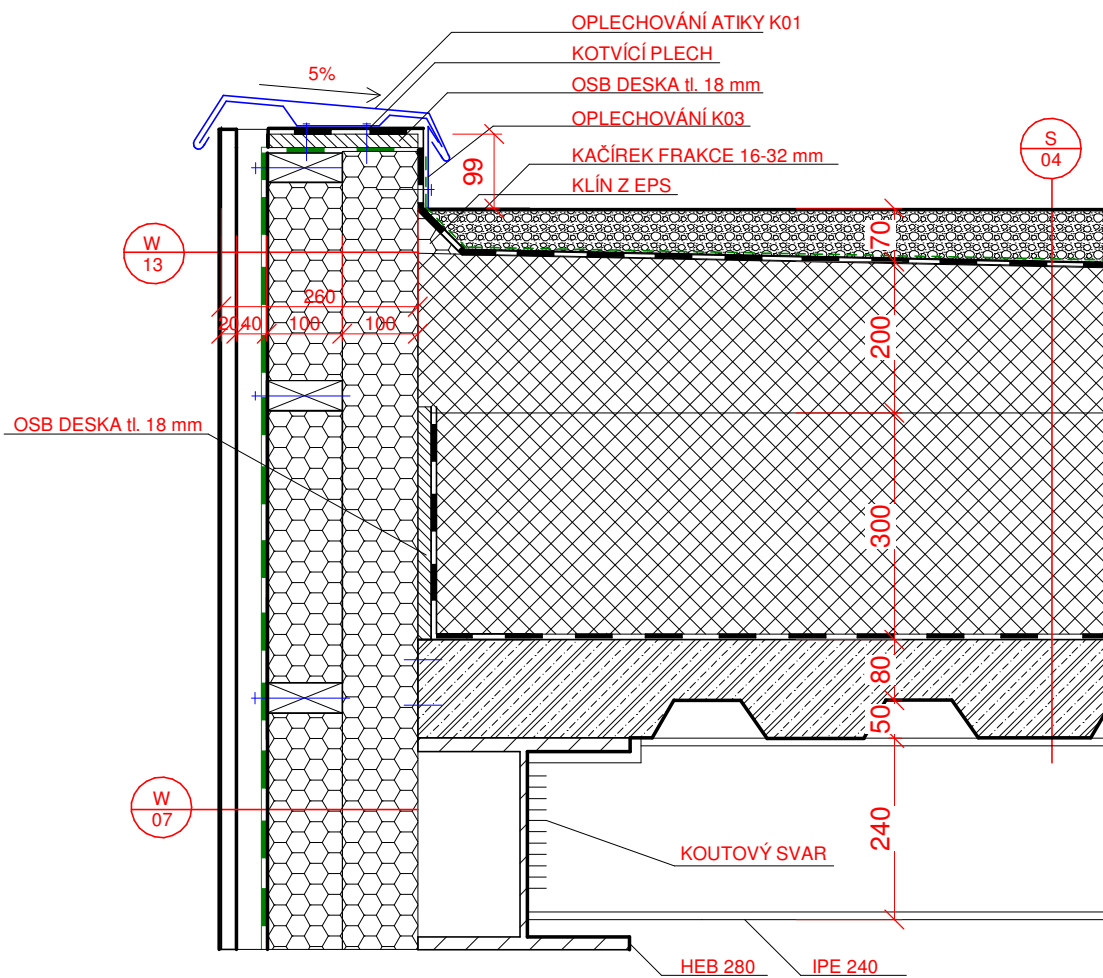 OPLECHOVÁNÍ ATIKY K01
KOTVÍCÍ PLECH
5%
OSB DESKA tl. 18 mm
OPLECHOVÁNÍ K03
KAČÍREK FRAKCE 16-32 mm
KLÍN Z EPS
S
04
99
70
W
13
260
20
40
100
100
200
OSB DESKA tl. 18 mm
300
80
50
W
07
240
KOUTOVÝ SVAR
HEB 280
IPE 240